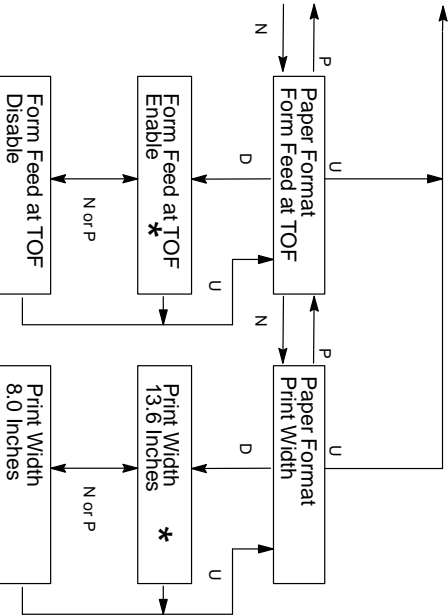 U
U
P
Paper Format
Form Feed at TOF
P
Paper Format
Print Width
N
N
D
D
U
U
Form Feed at TOF
Enable *
Print Width
13.6 Inches *
N or P
N or P
Form Feed at TOF
Disable
Print Width
8.0 Inches